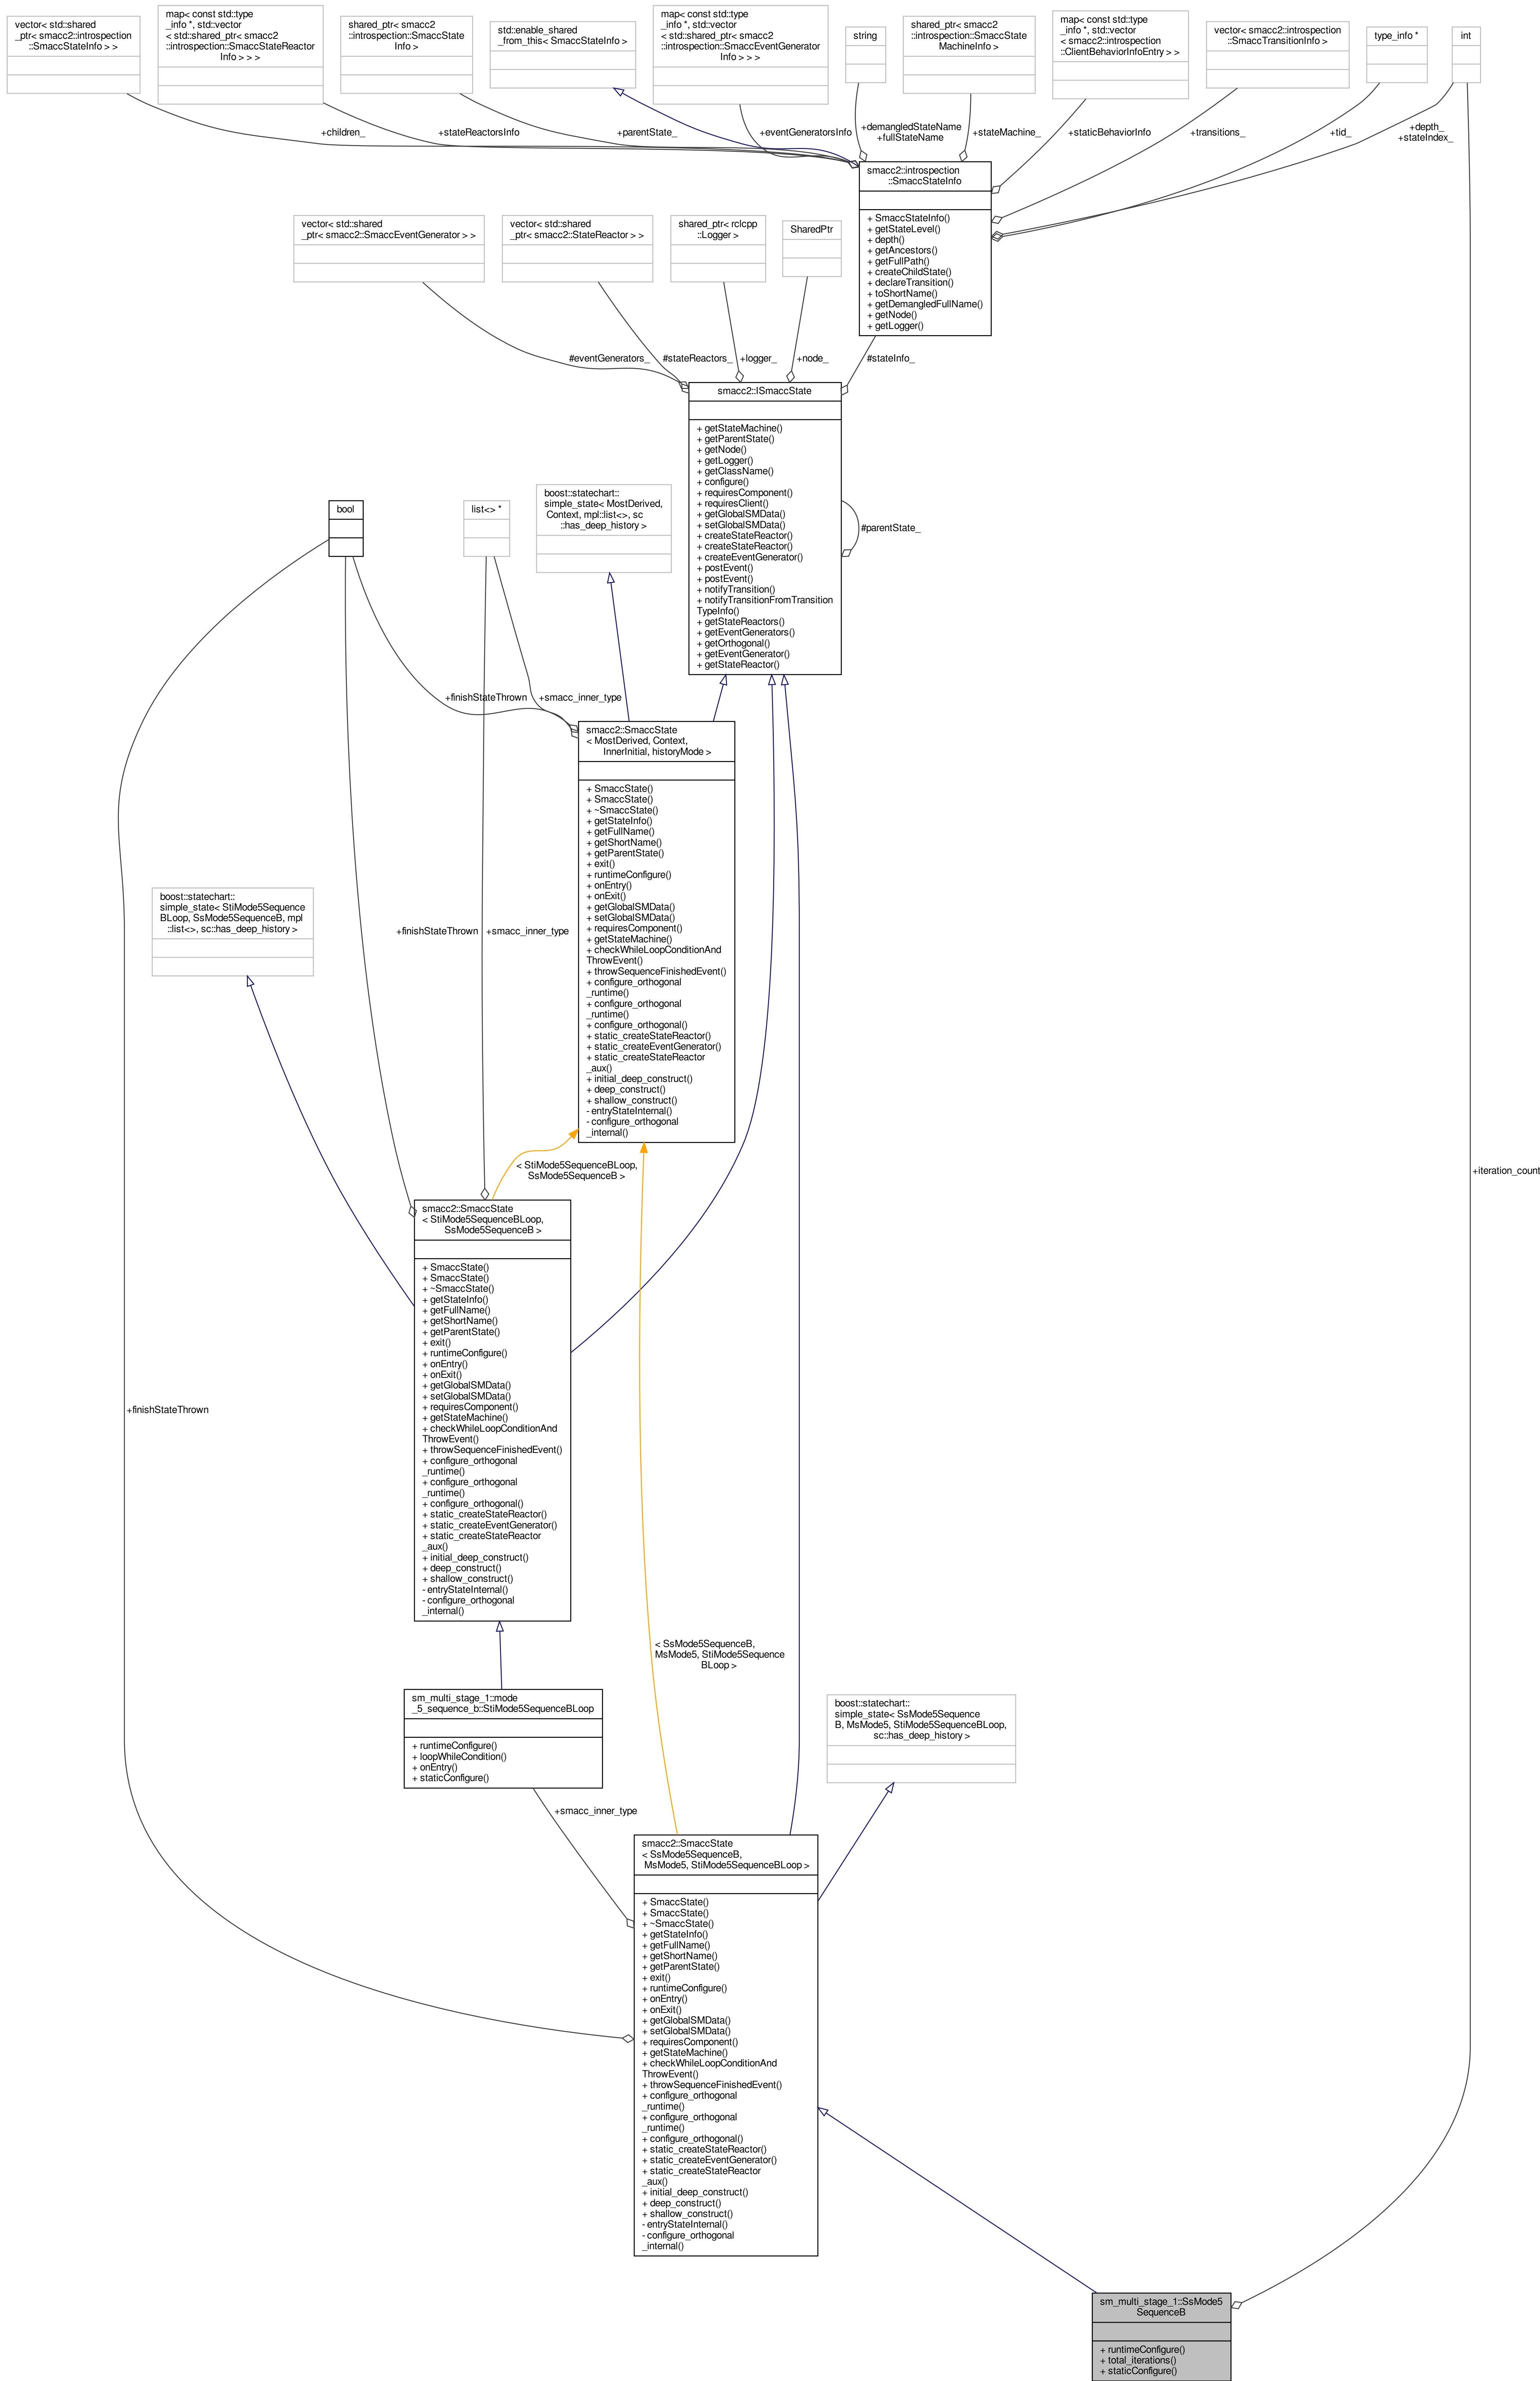 vector< std::shared
_ptr< smacc2::introspection
::SmaccStateInfo > >
map< const std::type
_info *, std::vector
< std::shared_ptr< smacc2
::introspection::SmaccStateReactor
Info > > >
shared_ptr< smacc2
::introspection::SmaccState
Info >
std::enable_shared
_from_this< SmaccStateInfo >
map< const std::type
_info *, std::vector
< std::shared_ptr< smacc2
::introspection::SmaccEventGenerator
Info > > >
string
shared_ptr< smacc2
::introspection::SmaccState
MachineInfo >
map< const std::type
_info *, std::vector
< smacc2::introspection
::ClientBehaviorInfoEntry > >
vector< smacc2::introspection
::SmaccTransitionInfo >
type_info *
int
+children_
+stateReactorsInfo
+parentState_
+eventGeneratorsInfo
+demangledStateName
+fullStateName
+stateMachine_
+staticBehaviorInfo
+transitions_
+tid_
+depth_
+stateIndex_
smacc2::introspection
::SmaccStateInfo
+ SmaccStateInfo()
+ getStateLevel()
+ depth()
+ getAncestors()
+ getFullPath()
+ createChildState()
+ declareTransition()
+ toShortName()
+ getDemangledFullName()
+ getNode()
+ getLogger()
vector< std::shared
_ptr< smacc2::SmaccEventGenerator > >
vector< std::shared
_ptr< smacc2::StateReactor > >
shared_ptr< rclcpp
::Logger >
SharedPtr
#eventGenerators_
#stateReactors_
+logger_
+node_
#stateInfo_
smacc2::ISmaccState
+ getStateMachine()
+ getParentState()
+ getNode()
+ getLogger()
+ getClassName()
+ configure()
+ requiresComponent()
+ requiresClient()
+ getGlobalSMData()
+ setGlobalSMData()
+ createStateReactor()
+ createStateReactor()
+ createEventGenerator()
+ postEvent()
+ postEvent()
+ notifyTransition()
+ notifyTransitionFromTransition
TypeInfo()
+ getStateReactors()
+ getEventGenerators()
+ getOrthogonal()
+ getEventGenerator()
+ getStateReactor()
#parentState_
bool
list<> *
boost::statechart::
simple_state< MostDerived,
Context, mpl::list<>, sc
::has_deep_history >
+finishStateThrown
+smacc_inner_type
smacc2::SmaccState
< MostDerived, Context,
InnerInitial, historyMode >
+ SmaccState()
+ SmaccState()
+ ~SmaccState()
+ getStateInfo()
+ getFullName()
+ getShortName()
+ getParentState()
+ exit()
+ runtimeConfigure()
+ onEntry()
+ onExit()
+ getGlobalSMData()
+ setGlobalSMData()
+ requiresComponent()
+ getStateMachine()
+ checkWhileLoopConditionAnd
ThrowEvent()
+ throwSequenceFinishedEvent()
+ configure_orthogonal
_runtime()
+ configure_orthogonal
_runtime()
+ configure_orthogonal()
+ static_createStateReactor()
+ static_createEventGenerator()
+ static_createStateReactor
_aux()
+ initial_deep_construct()
+ deep_construct()
+ shallow_construct()
- entryStateInternal()
- configure_orthogonal
_internal()
boost::statechart::
simple_state< StiMode5Sequence
BLoop, SsMode5SequenceB, mpl
::list<>, sc::has_deep_history >
+finishStateThrown
+smacc_inner_type
< StiMode5SequenceBLoop,
SsMode5SequenceB >
+iteration_count
smacc2::SmaccState
< StiMode5SequenceBLoop,
SsMode5SequenceB >
+ SmaccState()
+ SmaccState()
+ ~SmaccState()
+ getStateInfo()
+ getFullName()
+ getShortName()
+ getParentState()
+ exit()
+ runtimeConfigure()
+ onEntry()
+ onExit()
+ getGlobalSMData()
+ setGlobalSMData()
+ requiresComponent()
+ getStateMachine()
+ checkWhileLoopConditionAnd
ThrowEvent()
+ throwSequenceFinishedEvent()
+ configure_orthogonal
_runtime()
+ configure_orthogonal
_runtime()
+ configure_orthogonal()
+ static_createStateReactor()
+ static_createEventGenerator()
+ static_createStateReactor
_aux()
+ initial_deep_construct()
+ deep_construct()
+ shallow_construct()
- entryStateInternal()
- configure_orthogonal
_internal()
+finishStateThrown
< SsMode5SequenceB,
MsMode5, StiMode5Sequence
BLoop >
sm_multi_stage_1::mode
_5_sequence_b::StiMode5SequenceBLoop
+ runtimeConfigure()
+ loopWhileCondition()
+ onEntry()
+ staticConfigure()
boost::statechart::
simple_state< SsMode5Sequence
B, MsMode5, StiMode5SequenceBLoop,
sc::has_deep_history >
+smacc_inner_type
smacc2::SmaccState
< SsMode5SequenceB,
MsMode5, StiMode5SequenceBLoop >
+ SmaccState()
+ SmaccState()
+ ~SmaccState()
+ getStateInfo()
+ getFullName()
+ getShortName()
+ getParentState()
+ exit()
+ runtimeConfigure()
+ onEntry()
+ onExit()
+ getGlobalSMData()
+ setGlobalSMData()
+ requiresComponent()
+ getStateMachine()
+ checkWhileLoopConditionAnd
ThrowEvent()
+ throwSequenceFinishedEvent()
+ configure_orthogonal
_runtime()
+ configure_orthogonal
_runtime()
+ configure_orthogonal()
+ static_createStateReactor()
+ static_createEventGenerator()
+ static_createStateReactor
_aux()
+ initial_deep_construct()
+ deep_construct()
+ shallow_construct()
- entryStateInternal()
- configure_orthogonal
_internal()
sm_multi_stage_1::SsMode5
SequenceB
+ runtimeConfigure()
+ total_iterations()
+ staticConfigure()